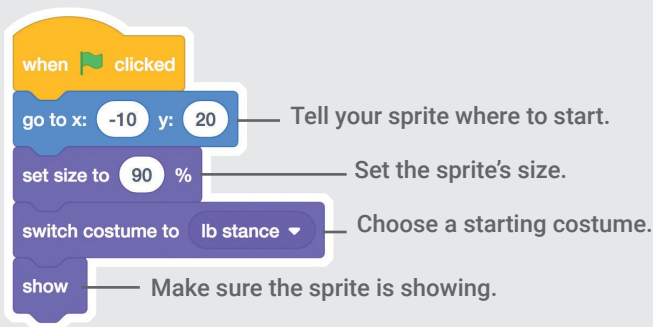 when clicked
go to x: -10 y: 20 Tell your sprite where to start.
set size to 90 % Set the sprite's size.
switch costume to lb stance Choose a starting costume.
show Make sure the sprite is showing.